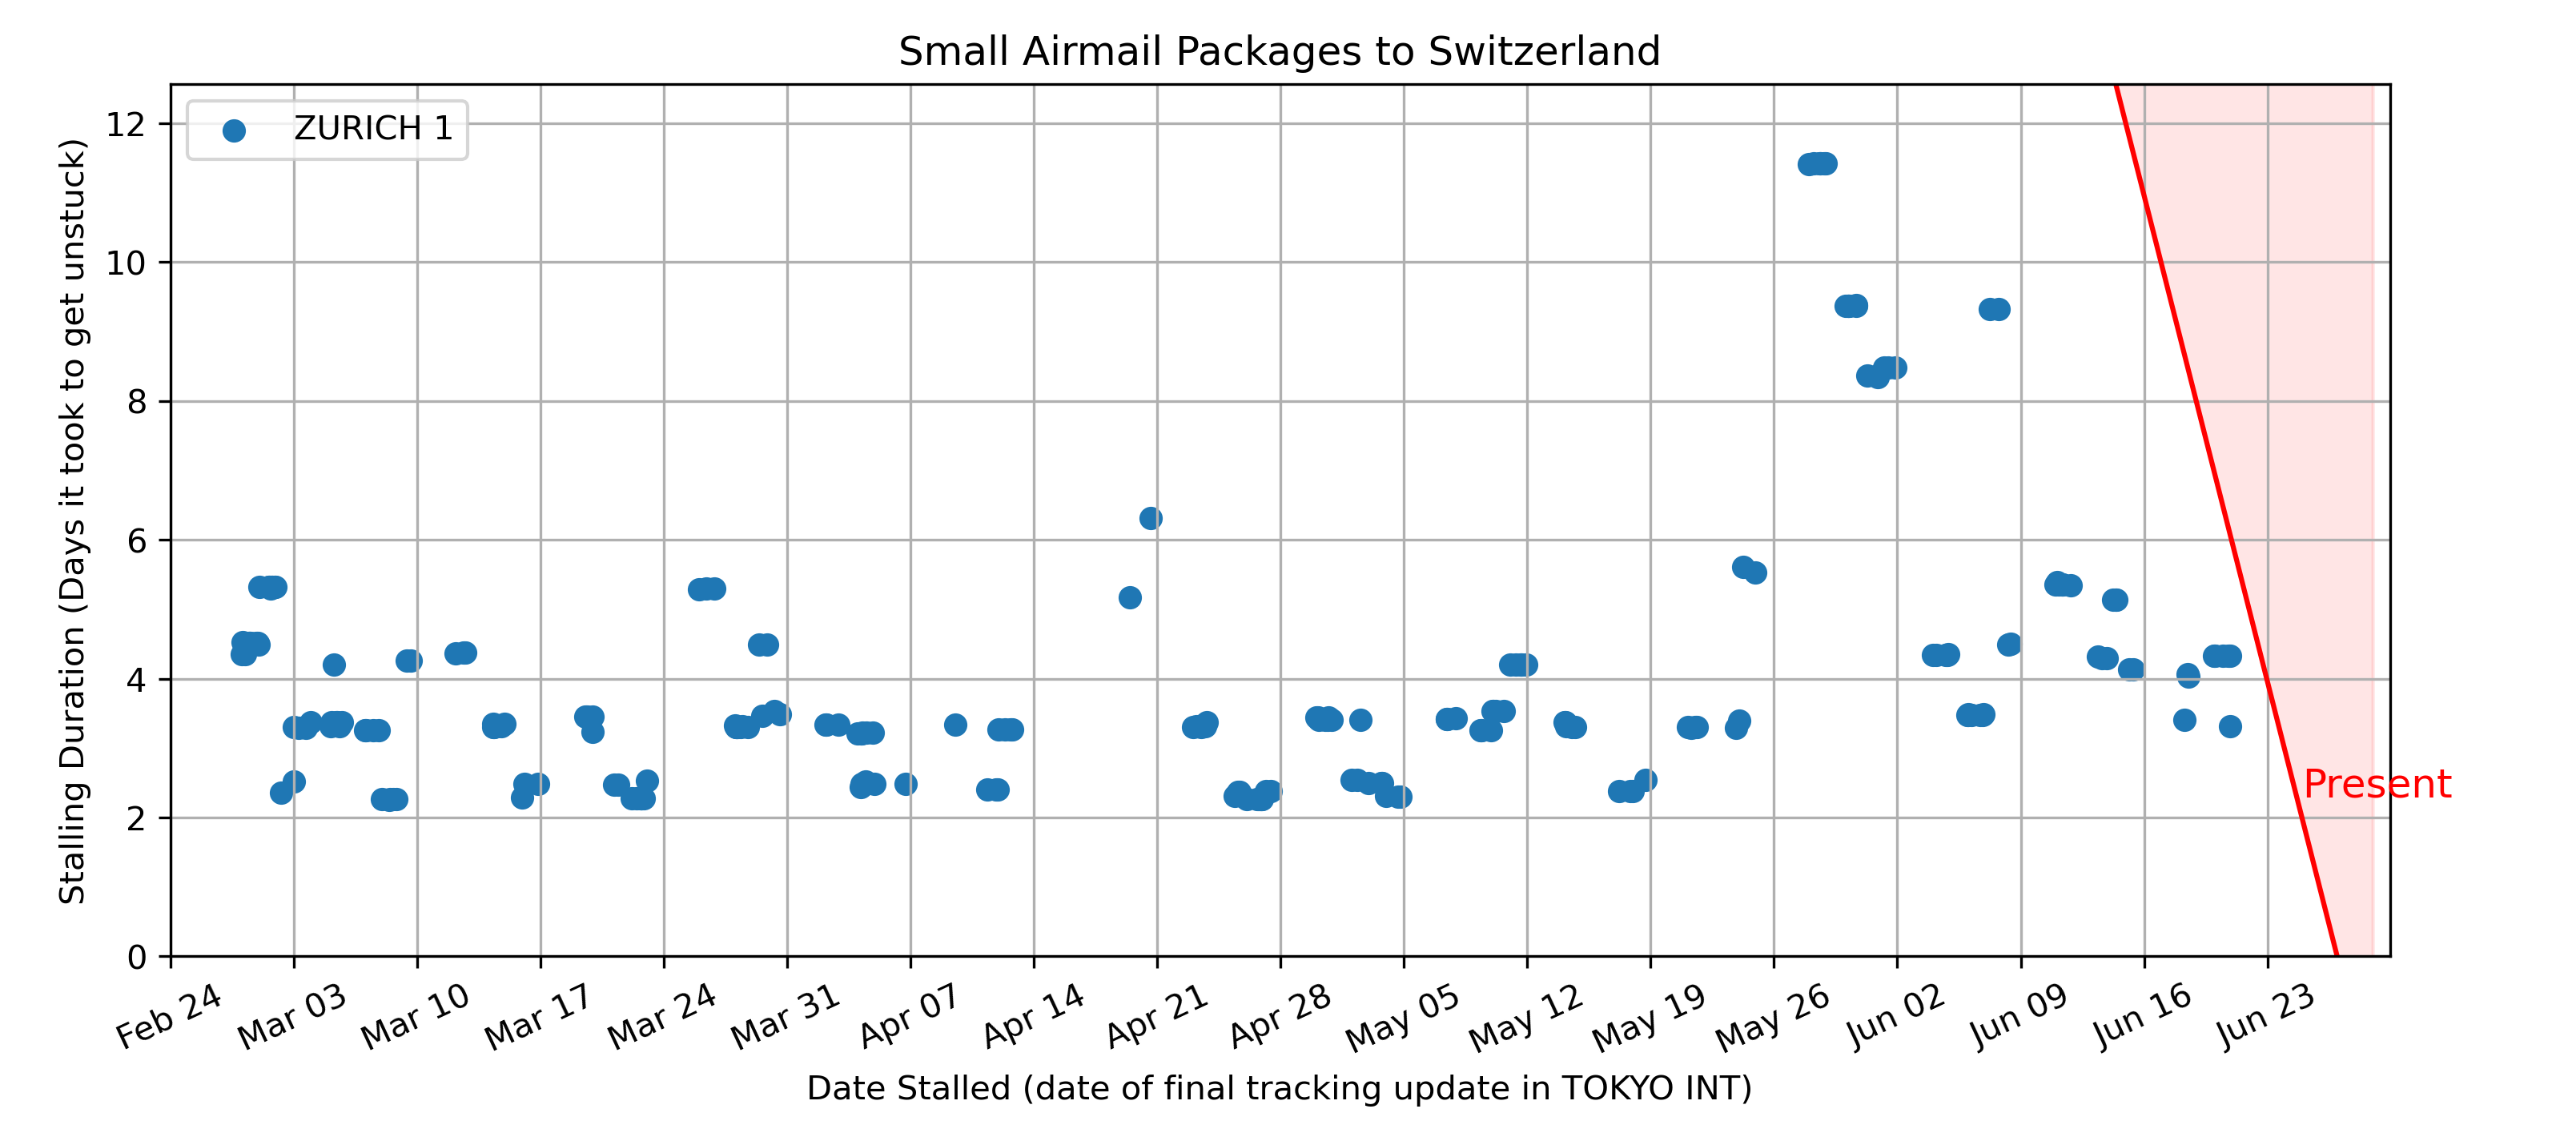 Small Airmail Packages to Switzerland
ZURICH 1
Stalling Duration (Days it took to get unstuck)
12
10
8
6
4
2
0
Present
Feb 24
Mar 03
Mar 10
Mar 17
Mar 24
Mar 31
Apr 07
Apr 14
Apr 21
Apr 28
May 05
May 12
May 19
May 26
Jun 02
Jun 09
Jun 16
Jun 23
Date Stalled (date of final tracking update in TOKYO INT)